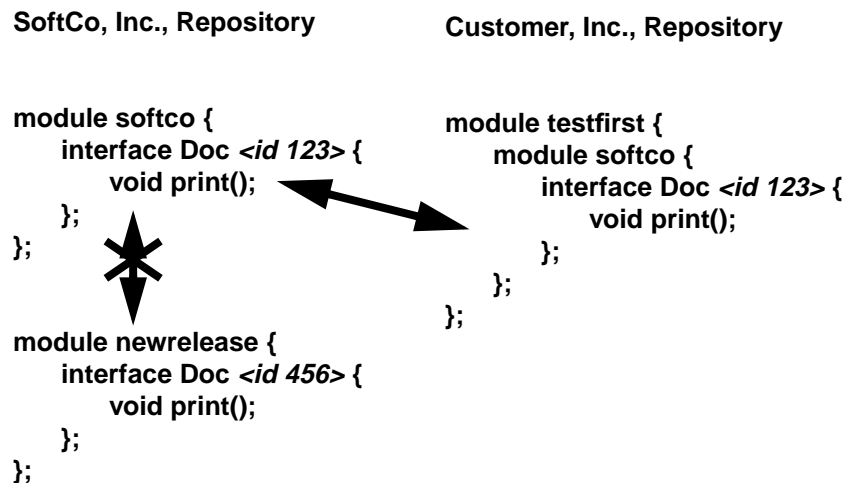 SoftCo, Inc., Repository
module softco {
interface Doc <id 123> {
void print();
};
};
module newrelease {
interface Doc <id 456> {
void print();
};
};
Customer, Inc., Repository
module testfirst {
module softco {
interface Doc <id 123> {
void print();
};
};
};